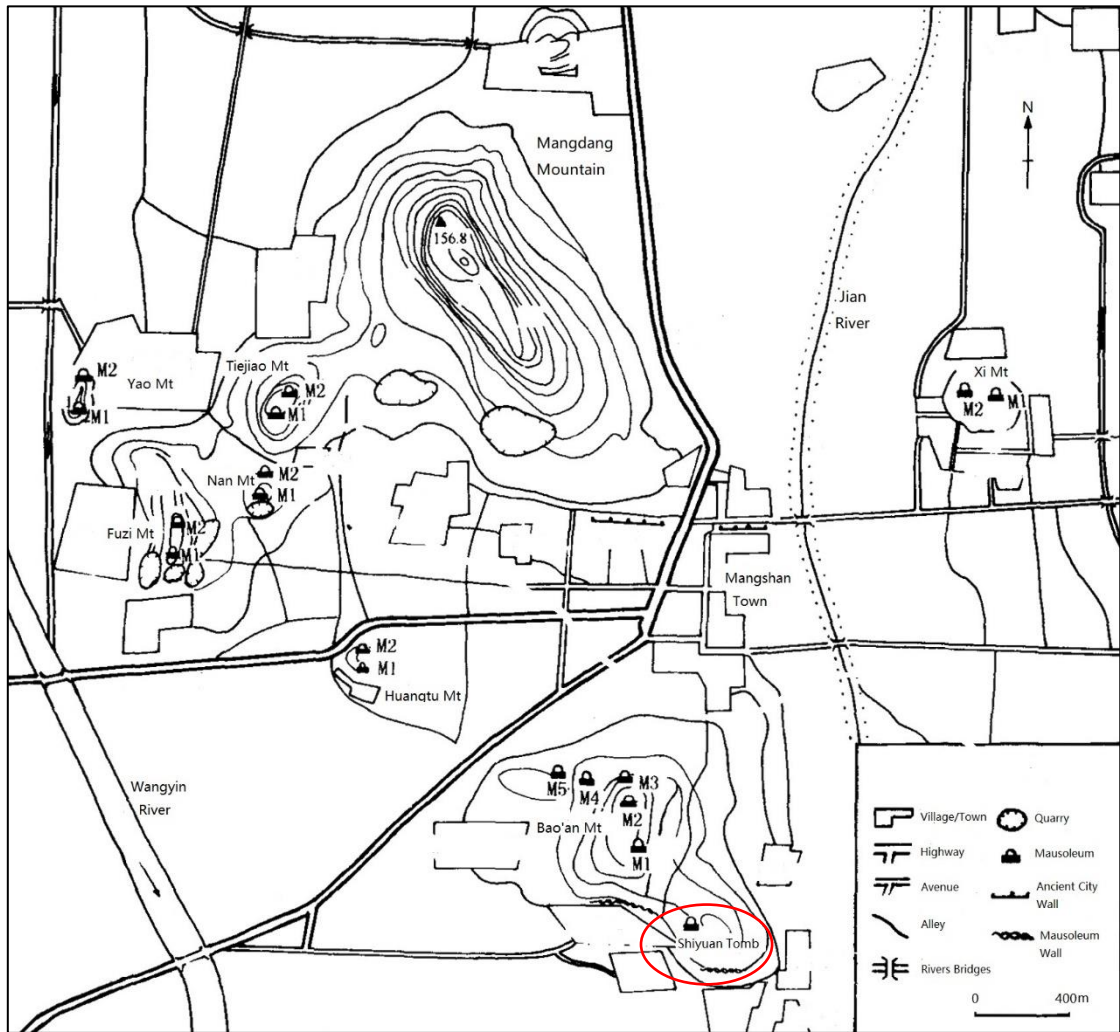 Mangdang
Mountain
N
156.8
Jian
River
M2
Yao Mt
M1
Tiejiao Mt
M2
M1
Xi Mt
M2
M1
Nan Mt
M2
M1
Fuzi Mt
M2
M1
Mangshan
Town
M2
M1
Huangtu Mt
Wangyin
River
M5
M4
M3
M2
Bao'an Mt
M1
Shiyuan Tomb
Village/Town
Quarry
Highway
Mausoleum
Avenue
Ancient City
Wall
Alley
Mausoleum
Wall
Rivers Bridges
0
400m